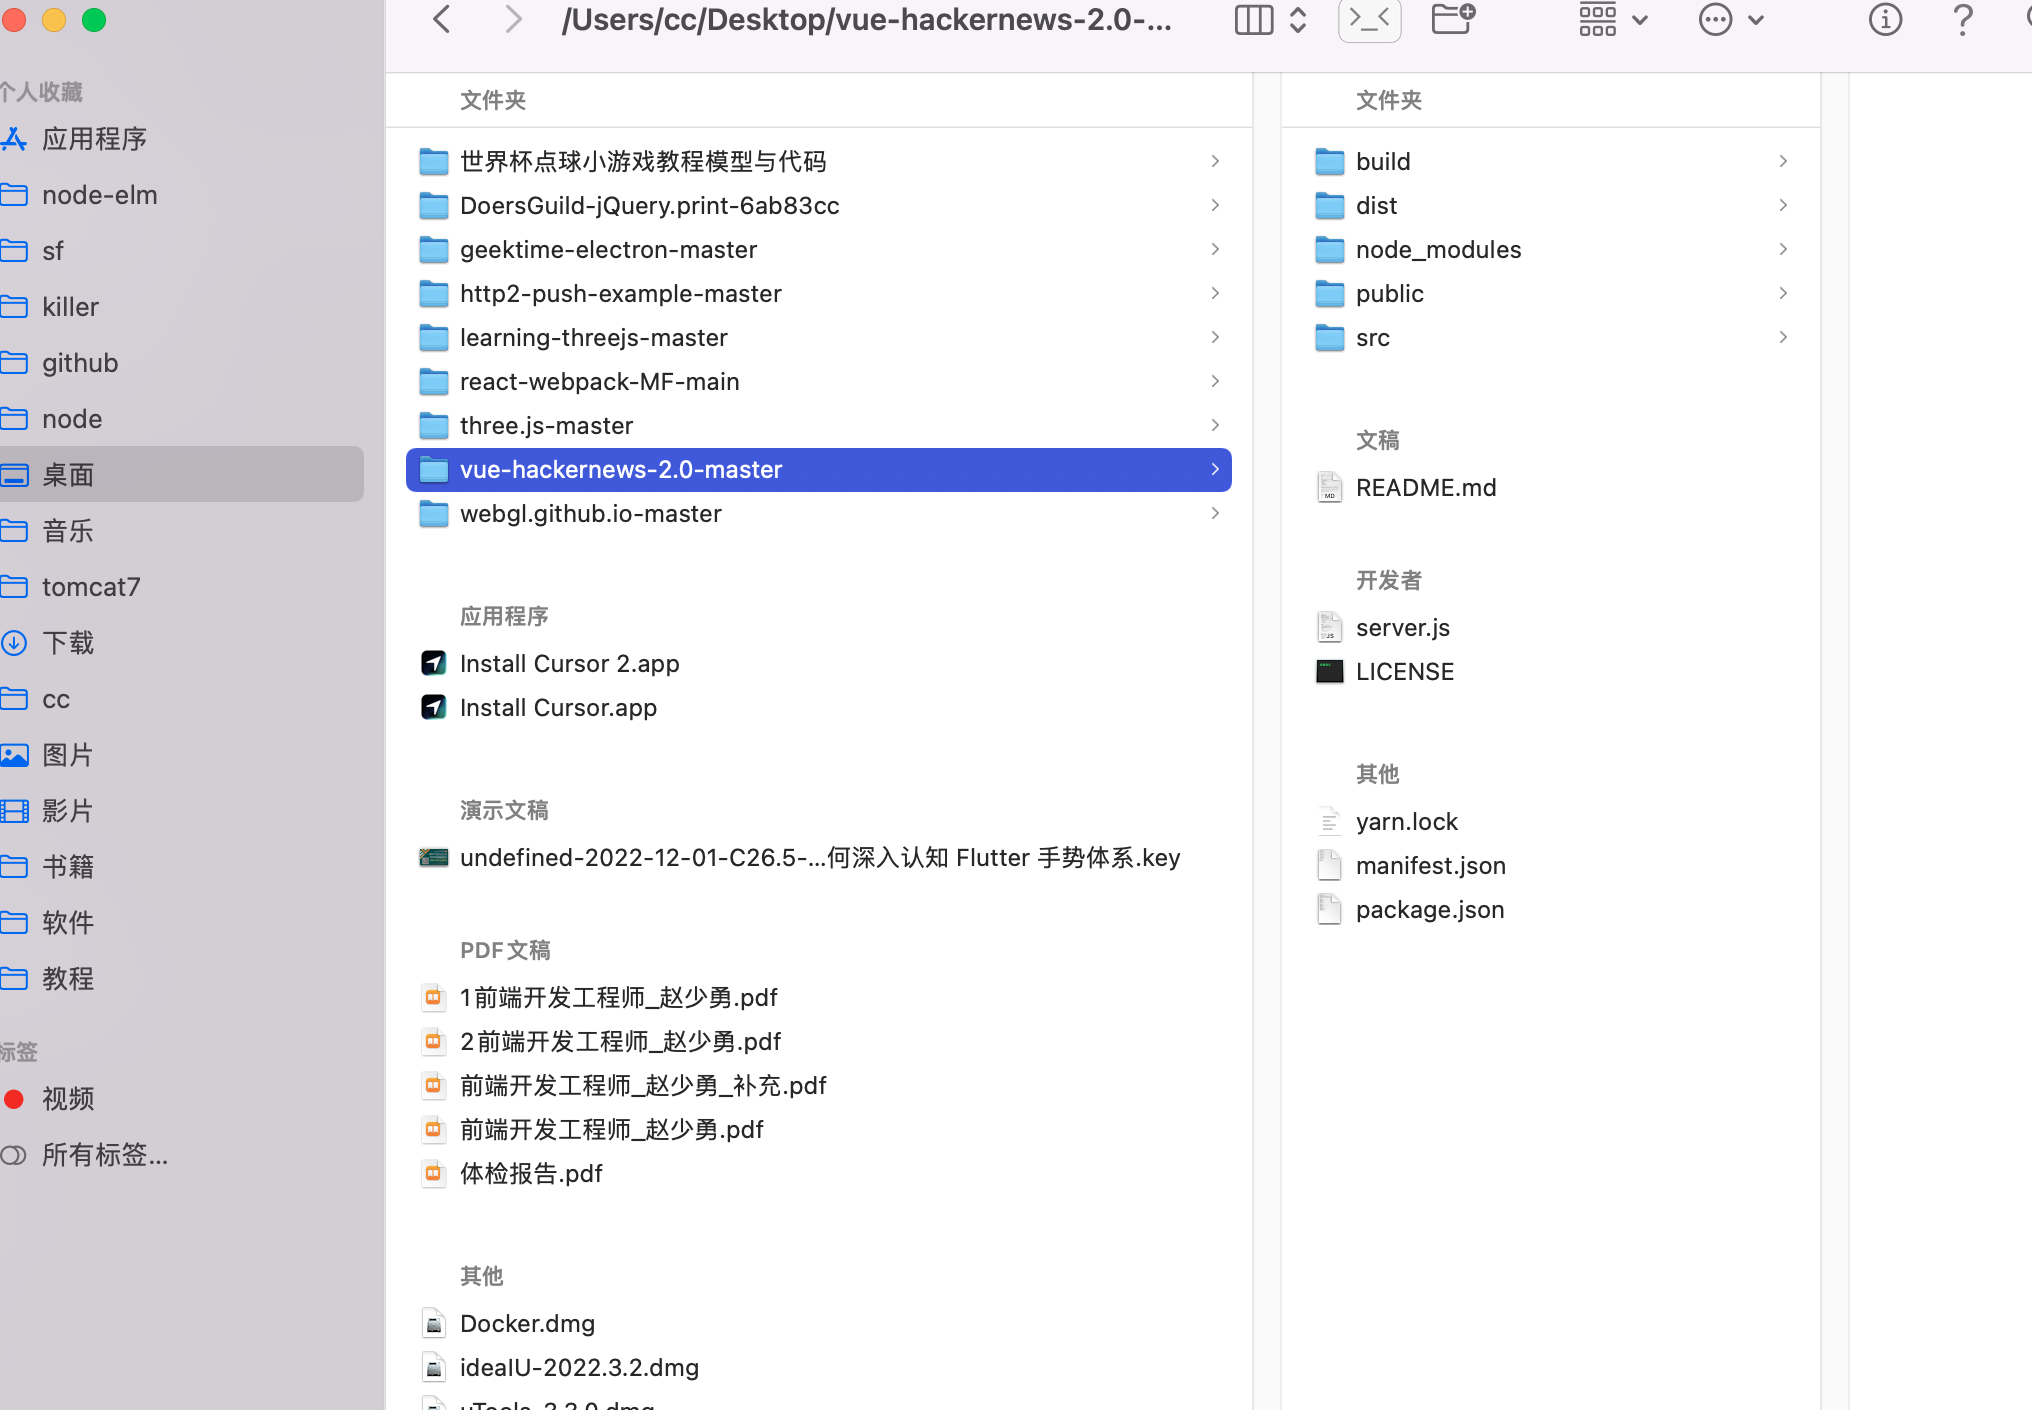 /Users/cc/Desktop/vue-hackernews-2.0-...
个人收藏
应用程序
node-elm
sf
killer
github
node
桌面
音乐
tomcat7
下载
cc
图片
影片
书籍
软件
教程
标签
视频
所有标签...
文件夹
世界杯点球小游戏教程模型与代码
DoersGuild-jQuery.print-6ab83cc
geektime-electron-master
http2-push-example-master
learning-threejs-master
react-webpack-MF-main
three.js-master
vue-hackernews-2.0-master
webgl.github.io-master
应用程序
Install Cursor 2.app
Install Cursor.app
演示文稿
undefined-2022-12-01-C26.5-...何深入认知 Flutter 手势体系.key
PDF文稿
1前端开发工程师_赵少勇.pdf
2前端开发工程师_赵少勇.pdf
前端开发工程师_赵少勇_补充.pdf
前端开发工程师_赵少勇.pdf
体检报告.pdf
其他
Docker.dmg
ideaIU-2022.3.2.dmg
文件夹
build
dist
node_modules
public
src
文稿
README.md
开发者
server.js
LICENSE
其他
yarn.lock
manifest.json
package.json